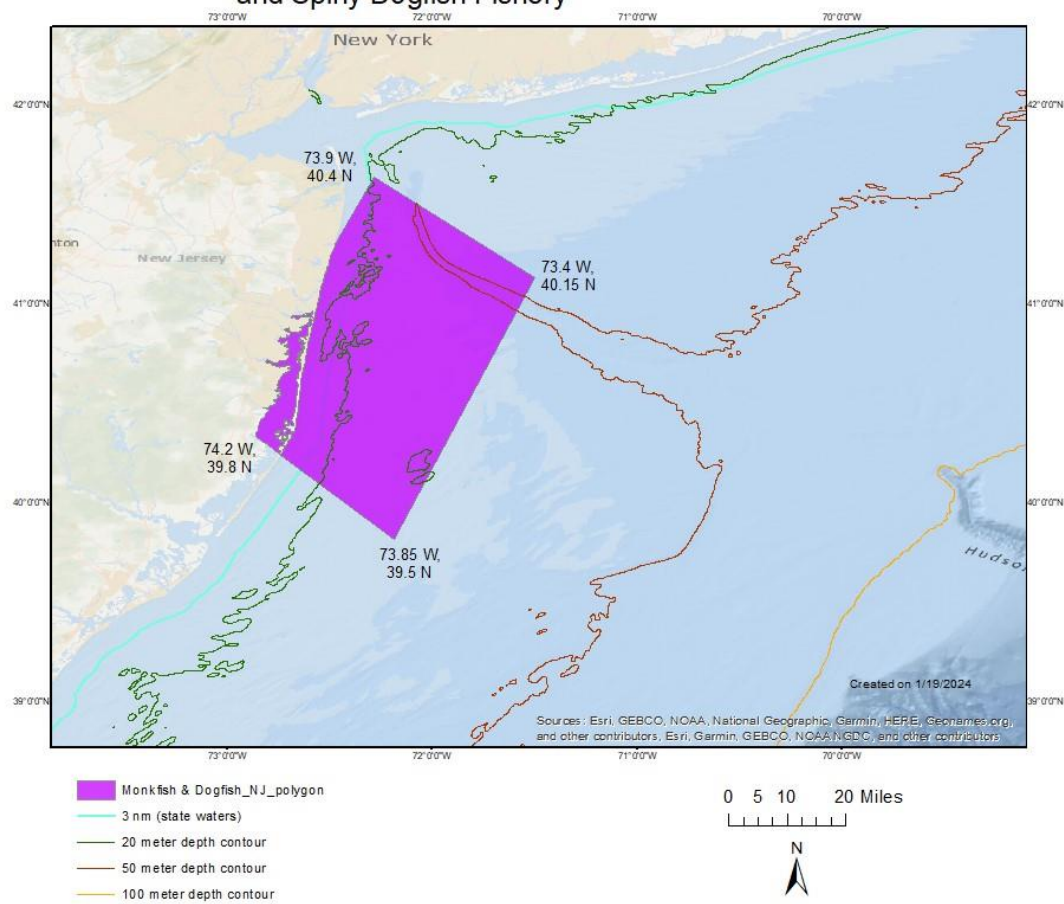 and Spiny Dogfish Fishery
73°0'0"W 72°0'0"W 71°0'0"W 70°0'0"W
New York
42°0'0"N 42°0'0"N
73.9 W,
40.4 N
ton
New Jersey
73.4 W,
40.15 N
41°0'0"N 41°0'0"N
74.2 W,
39.8 N
40°0'0"N 40°0'0"N
73.85 W,
39.5 N
Hudso
Created on 1/19/2024
39°0'0"N 39°0'0"N
Sources: Esri, GEBCO, NOAA, National Geographic, Garmin, HERE, Geonames.org,
and other contributors, Esri, Garmin, GEBCO, NOAA NGDC, and other contributors
73°0'0"W 72°0'0"W 71°0'0"W 70°0'0"W
Monkfish & Dogfish_NJ_polygon
3 nm (state waters)
20 meter depth contour
50 meter depth contour
100 meter depth contour
0 5 10 20 Miles
N